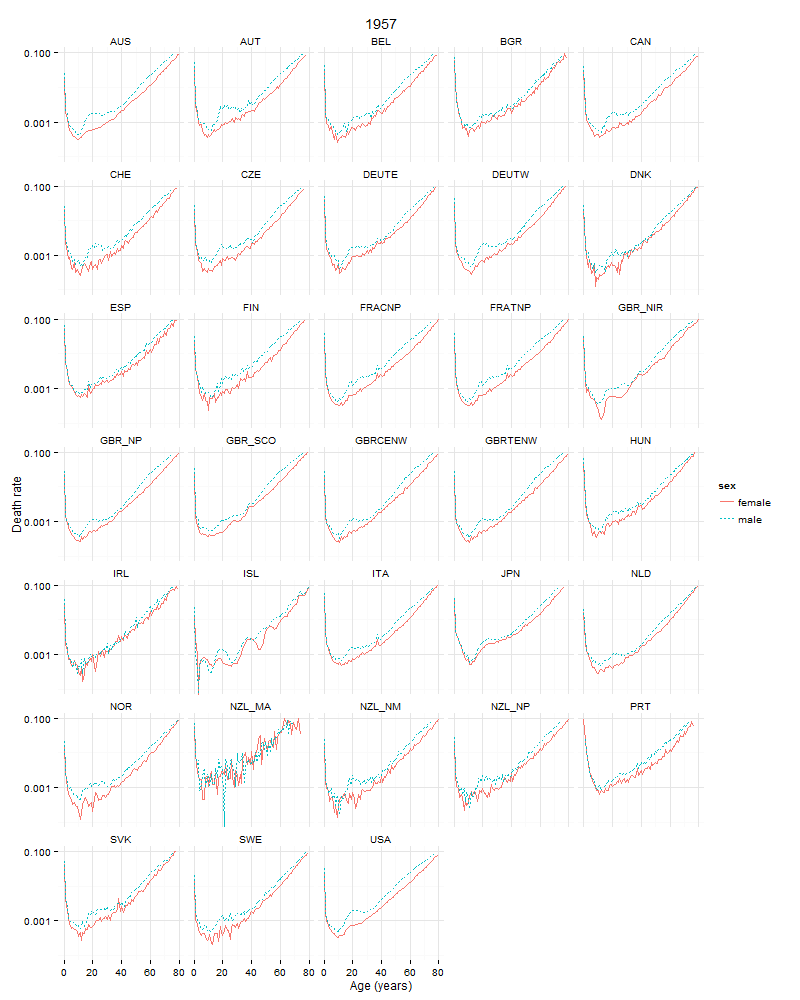 1957
AUS AUT BEL BGR CAN
0.100
0.001
CHE CZE DEUTE DEUTW DNK
0.100
0.001
ESP FIN FRACNP FRATNP GBR_NIR
0.100
0.001
GBR_NP GBR_SCO GBRCENW GBRTENW HUN
0.100
0.001
Death rate
sex
female
male
IRL ISL ITA JPN NLD
0.100
0.001
NOR NZL_MA NZL_NM NZL_NP PRT
0.100
0.001
SVK SWE USA
0.100
0.001
0 20 40 60 80 0 20 40 60 80 0 20 40 60 80
Age (years)